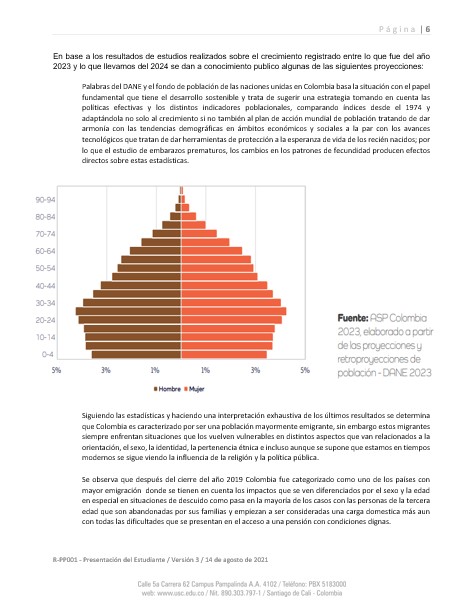 Página | 6
En base a los resultados de estudios realizados sobre el crecimiento registrado entre lo que fue del año
2023 y lo que llevamos del 2024 se dan a conocimiento publico algunas de las siguientes proyecciones:
Palabras del DANE y el fondo de población de las naciones unidas en Colombia basa la situación con el papel
fundamental que tiene el desarrollo sostenible y trata de sugerir una estrategia tomando en cuenta las
políticas efectivas y los distintos indicadores poblacionales, comparando índices desde el 1974 y
adaptándola no solo al crecimiento si no también al plan de acción mundial de población tratando de dar
armonía con las tendencias demográficas en ámbitos económicos y sociales a la par con los avances
tecnológicos que tratan de dar herramientas de protección a la esperanza de vida de los recién nacidos; por
lo que el estudio de embarazos prematuros, los cambios en los patrones de fecundidad producen efectos
directos sobre estas estadísticas.
90-94
80-84
70-74
60-64
50-54
40-44
30-34
20-24
10-14
0-4
5% 3% 1% 1% 3% 5%
Hombre Mujer
Fuente: ASP Colombia
2023, elaborado a partir
de las proyecciones y
retroproyecciones de
población - DANE 2023
Siguiendo las estadísticas y haciendo una interpretación exhaustiva de los últimos resultados se determina
que Colombia es caracterizado por ser una población mayormente emigrante, sin embargo estos migrantes
siempre enfrentan situaciones que los vuelven vulnerables en distintos aspectos que van relacionados a la
orientación, el sexo, la identidad, la pertenencia étnica e incluso aunque se supone que estamos en tiempos
modernos se sigue viendo la influencia de la religión y la política pública.
Se observa que después del cierre del año 2019 Colombia fue categorizado como uno de los países con
mayor emigración donde se tienen en cuenta los impactos que se ven diferenciados por el sexo y la edad
en especial en situaciones de descuido como pasa en la mayoría de los casos con las personas de la tercera
edad que son abandonadas por sus familias y empiezan a ser consideradas una carga domestica más aun
con todas las dificultades que se presentan en el acceso a una pensión con condiciones dignas.
R-PP001 - Presentación del Estudiante / Versión 3 / 14 de agosto de 2021
Calle 5a Carrera 62 Campus Pampalinda A.A. 4102 / Teléfono: PBX 5183000
web: www.usc.edu.co / Nit. 890.303.797-1 / Santiago de Cali - Colombia